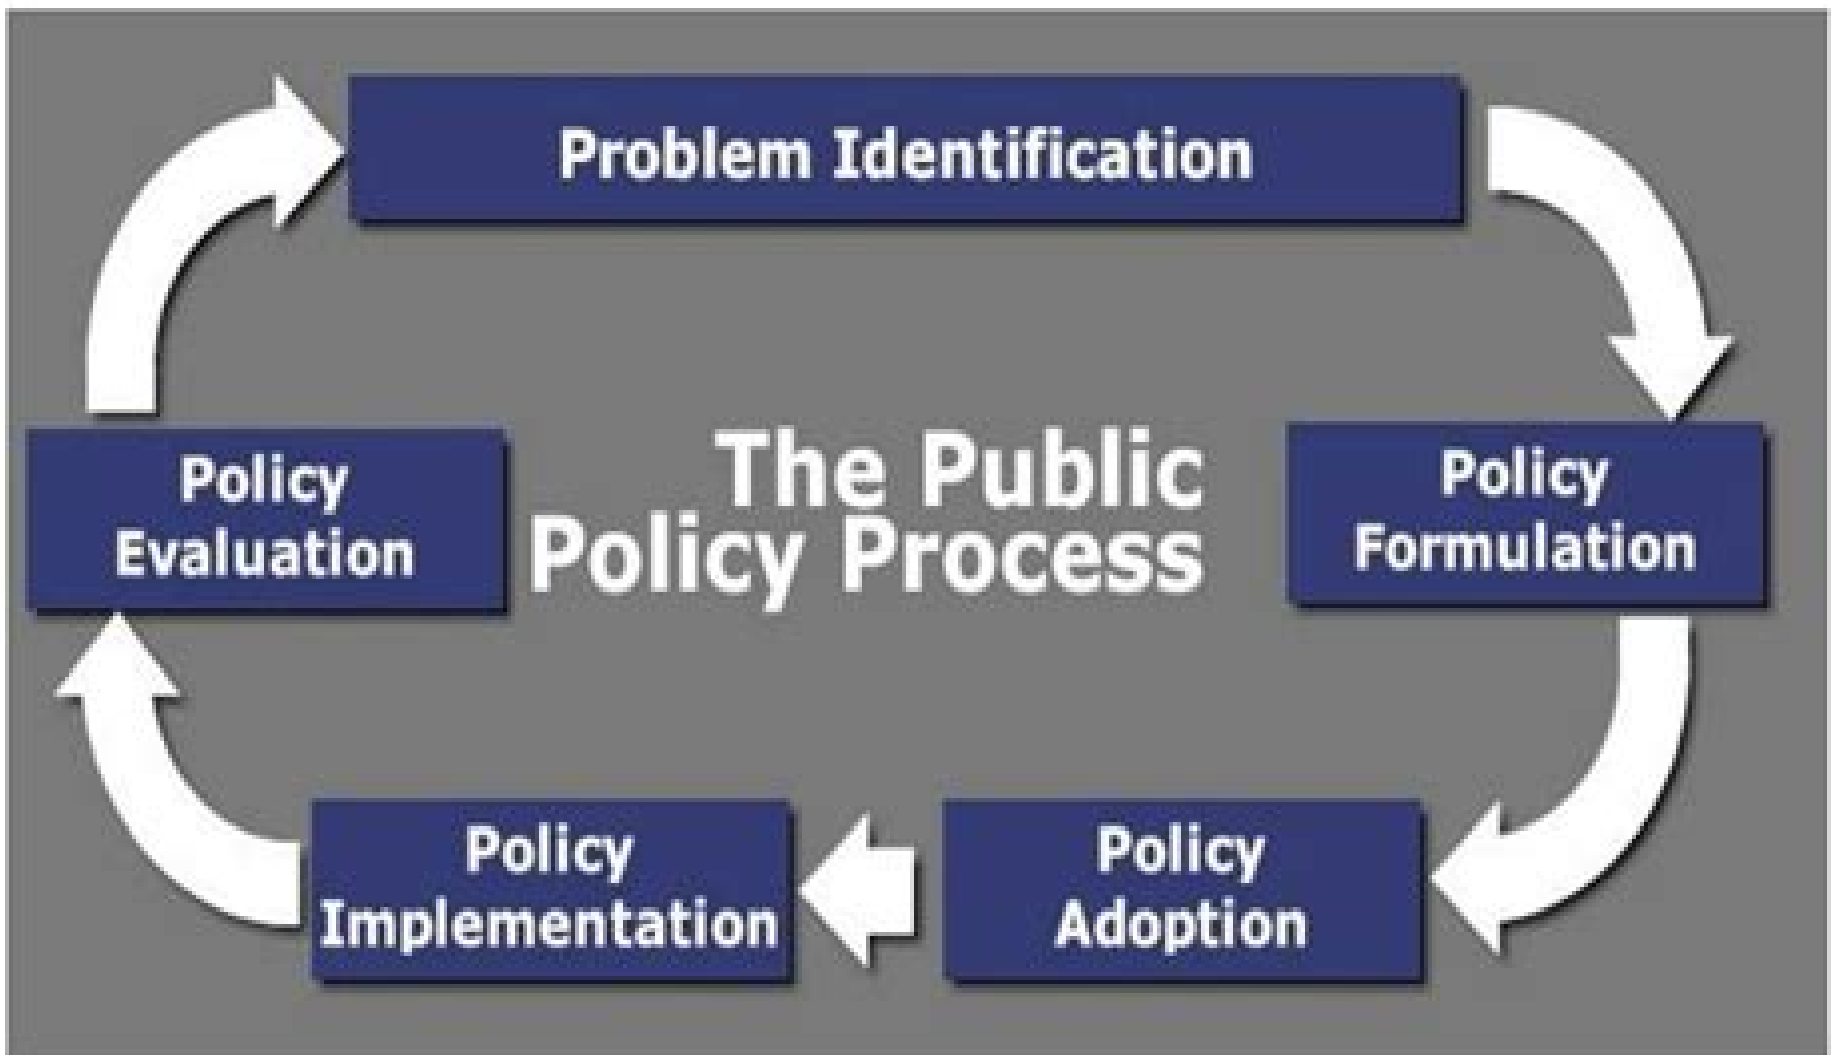 Problem Identification
The Public
Policy Process
Policy
Formulation
Policy
Adoption
Policy
Implementation
Policy
Evaluation